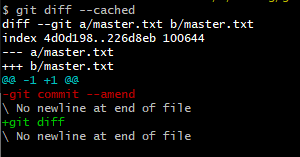 $ git diff --cached
diff --git a/master.txt b/master.txt
index 4d0d198..226d8eb 100644
--- a/master.txt
+++ b/master.txt
@@ -1 +1 @@
-git commit --amend
\ No newline at end of file
+git diff
\ No newline at end of file